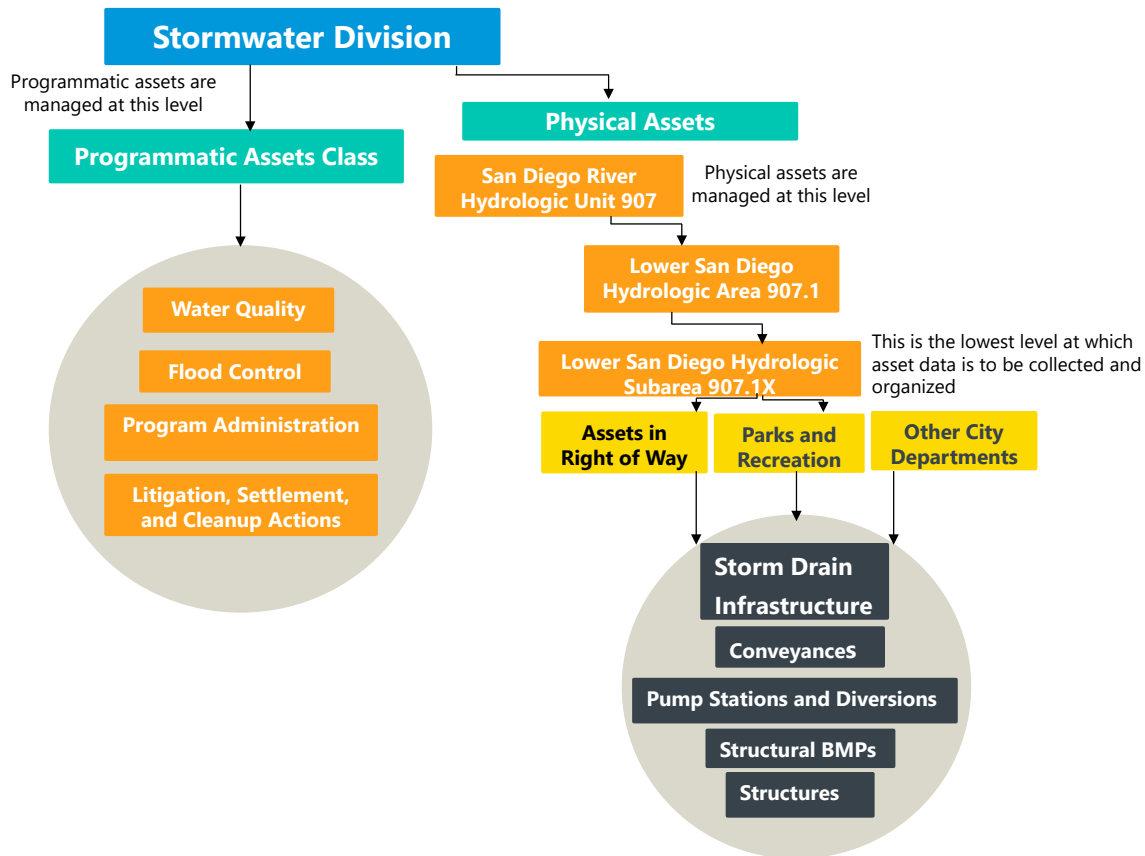 Stormwater Division
Programmatic assets are
managed at this level
Programmatic Assets Class
Water Quality
Flood Control
Program Administration
Litigation, Settlement,
and Cleanup Actions
Physical Assets
San Diego River
Hydrologic Unit 907
Physical assets are
managed at this level
Lower San Diego
Hydrologic Area 907.1
Lower San Diego Hydrologic
Subarea 907.1X
This is the lowest level at which
asset data is to be collected and
organized
Assets in
Right of Way
Parks and
Recreation
Other City
Departments
Storm Drain
Infrastructure
Conveyances
Pump Stations and Diversions
Structural BMPs
Structures